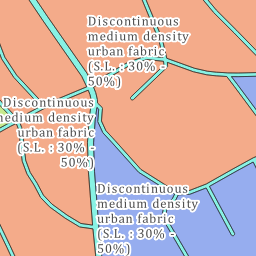 Discontinuous
medium density
urban fabric
(S.L. : 30% -
50%)
Discontinuous
medium density
urban fabric
(S.L. : 30% -
50%)
Discontinuous
medium density
urban fabric
(S.L. : 30% -
50%)